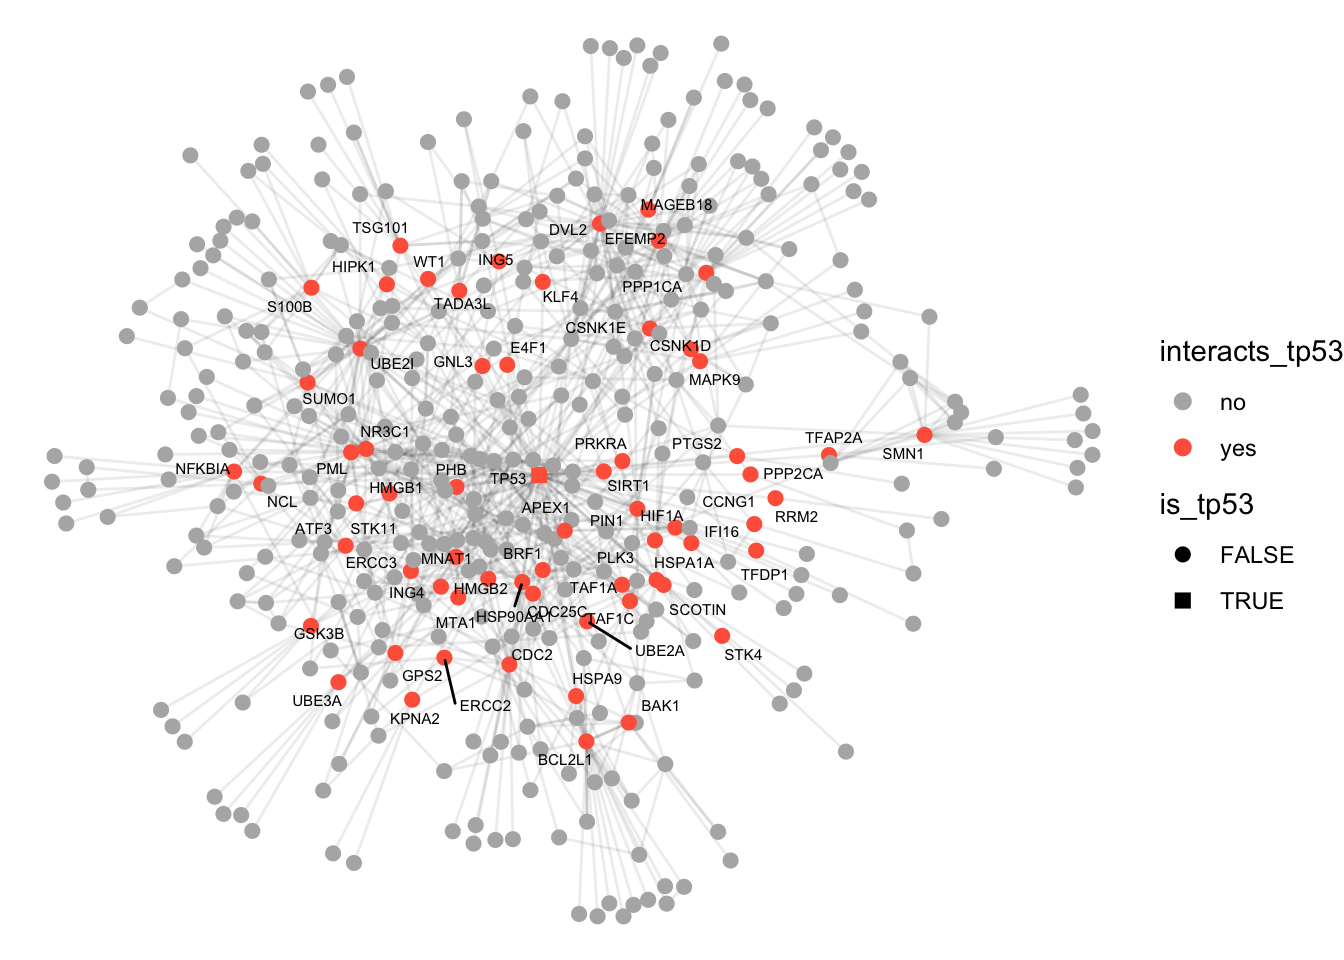 MAGEB18
TSG101
DVL2
EFEMP2
HIPK1
WT1
ING5
PPP1CA
S100B
TADA3L
KLF4
CSNK1E
CSNK1D
E4F1
GNL3
UBE2I
MAPK9
SUMO1
NR3C1
PRKRA
PTGS2
TFAP2A
SMN1
NFKBIA
PML
PHB
TP53
PPP2CA
HMGB1
SIRT1
NCL
CCNG1
APEX1
HIF1A
RRM2
PIN1
ATF3
STK11
IFI16
BRF1
PLK3
ERCC3
MNAT1
HSPA1A
TFDP1
ING4
HMGB2
TAF1A
CDC25C
SCOTIN
HSP90AA1
TAF1C
MTA1
GSK3B
UBE2A
STK4
CDC2
GPS2
HSPA9
UBE3A
ERCC2
BAK1
KPNA2
BCL2L1
interacts_tp53
no
yes
is_tp53
FALSE
TRUE